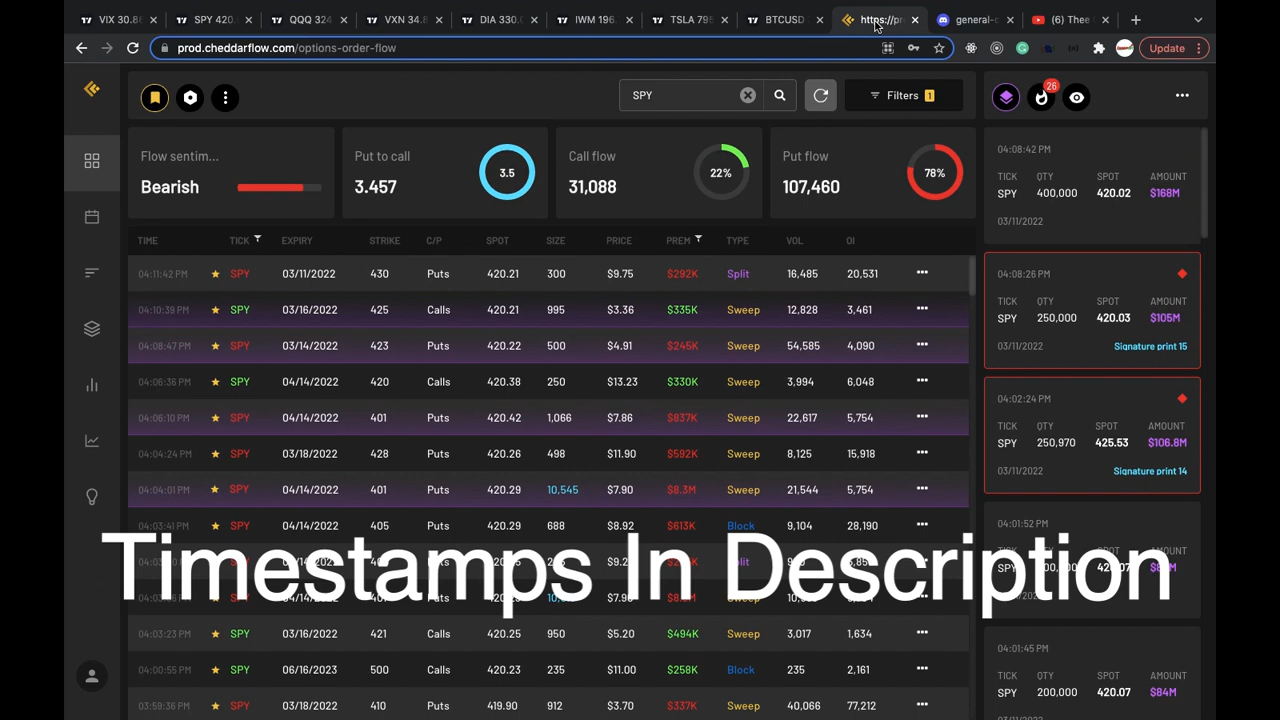 VIX 30.8
SPY 420.
QQQ 324
VXN 34.8
DIA 330.0
IWM 196.
TSLA 795
BTCUSD
https://pr
general-c
(6) Thee
prod.cheddarflow.com/options-order-flow
Update
SPY
Filters 1
26
Flow sentim...
Bearish
Put to call
3.457
3.5
Call flow
31,088
22%
Put flow
107,460
78%
TIME TICK EXPIRY STRIKE C/P SPOT SIZE PRICE PREM TYPE VOL OI
04:11:42 PM SPY 03/11/2022 430 Puts 420.21 300 $9.75 $292K Split 16,485 20,531
04:10:39 PM SPY 03/16/2022 425 Calls 420.21 995 $3.36 $335K Sweep 12,828 3,461
04:08:47 PM SPY 03/14/2022 423 Puts 420.22 500 $4.91 $245K Sweep 54,585 4,090
04:06:36 PM SPY 04/14/2022 420 Calls 420.38 250 $13.23 $330K Sweep 3,994 6,048
04:06:10 PM SPY 04/14/2022 401 Puts 420.42 1,066 $7.86 $837K Sweep 22,617 5,754
04:04:24 PM SPY 03/18/2022 428 Puts 420.26 498 $11.90 $592K Sweep 8,125 15,918
04:04:01 PM SPY 04/14/2022 401 Puts 420.29 10,545 $7.90 $8.3M Sweep 21,544 5,754
04:03:41 PM SPY 04/14/2022 405 Puts 420.29 688 $8.92 $613K Block 9,104 28,190
Timestamps In Description
04:03:23 PM SPY 03/16/2022 421 Calls 420.25 950 $5.20 $494K Sweep 3,017 1,634
04:00:55 PM SPY 06/16/2023 500 Calls 420.23 235 $11.00 $258K Block 235 2,161
03:59:36 PM SPY 03/18/2022 410 Puts 419.90 912 $3.70 $337K Sweep 40,066 77,212
04:08:42 PM
TICK QTY SPOT AMOUNT
SPY 400,000 420.02 $168M
03/11/2022
04:08:26 PM
TICK QTY SPOT AMOUNT
SPY 250,000 420.03 $105M
03/11/2022 Signature print 15
04:02:24 PM
TICK QTY SPOT AMOUNT
SPY 250,970 425.53 $106.8M
03/11/2022 Signature print 14
04:01:52 PM
04:01:45 PM
TICK QTY SPOT AMOUNT
SPY 200,000 420.07 $84M